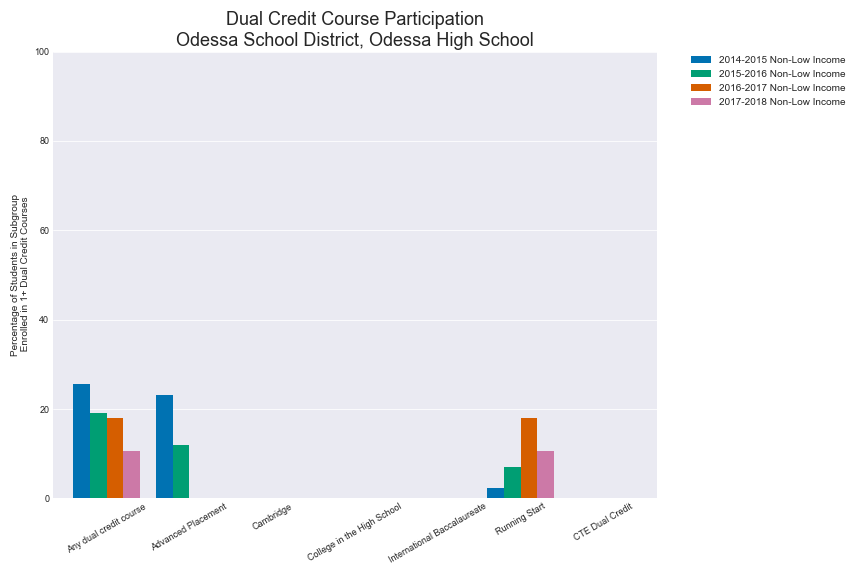 Dual Credit Course Participation
Odessa School District, Odessa High School
2014-2015 Non-Low Income
2015-2016 Non-Low Income
2016-2017 Non-Low Income
2017-2018 Non-Low Income
Percentage of Students in Subgroup
Enrolled in 1+ Dual Credit Courses
100
80
60
40
20
0
Any dual credit course
Advanced Placement
Cambridge
College in the High School
International Baccalaureate
Running Start
CTE Dual Credit